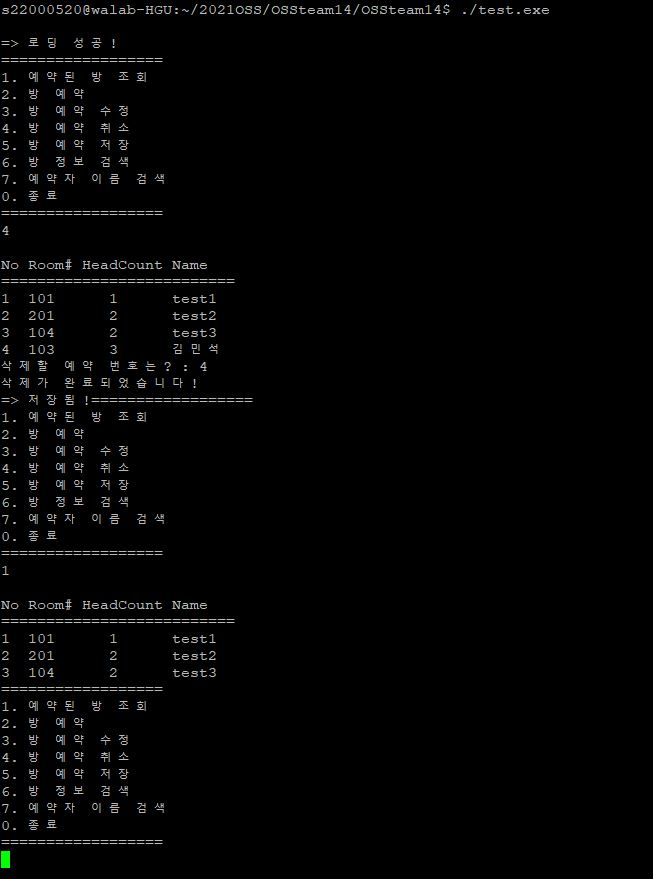 s22000520@walab-HGU:~/2021OSS/OSSteam14/OSSteam14$ ./test.exe
=> 로딩 성공!
==================
1. 예약된 방 조회
2. 방 예약
3. 방 예약 수정
4. 방 예약 취소
5. 방 예약 저장
6. 방 정보 검색
7. 예약자 이름 검색
0. 종료
==================
4
No Room# HeadCount Name
==========================
1 101 1 test1
2 201 2 test2
3 104 2 test3
4 103 3 김민석
삭제할 예약 번호는? : 4
삭제가 완료되었습니다!
=> 저장됨!==================
1. 예약된 방 조회
2. 방 예약
3. 방 예약 수정
4. 방 예약 취소
5. 방 예약 저장
6. 방 정보 검색
7. 예약자 이름 검색
0. 종료
==================
1
No Room# HeadCount Name
==========================
1 101 1 test1
2 201 2 test2
3 104 2 test3
==================
1. 예약된 방 조회
2. 방 예약
3. 방 예약 수정
4. 방 예약 취소
5. 방 예약 저장
6. 방 정보 검색
7. 예약자 이름 검색
0. 종료
==================